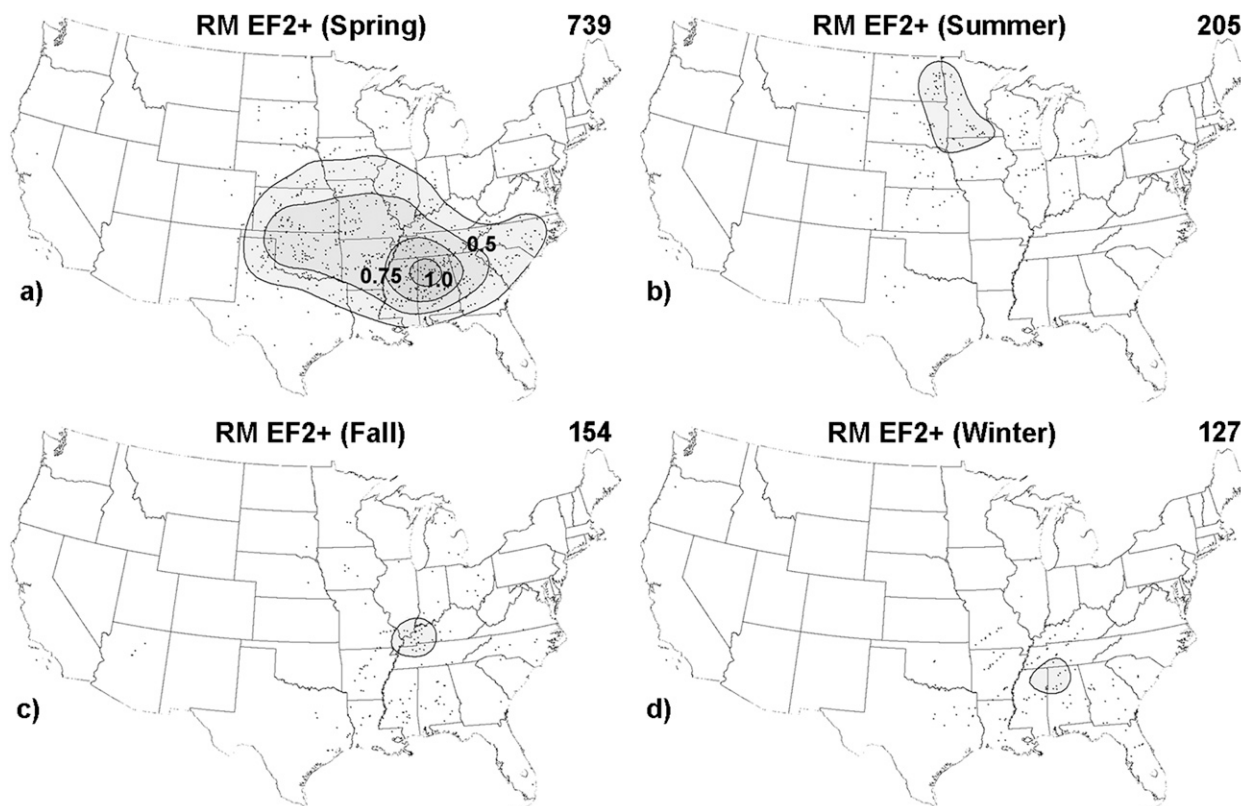 RM EF2+ (Spring) 739
0.5
0.75
1.0
a)
RM EF2+ (Summer) 205
b)
RM EF2+ (Fall) 154
c)
RM EF2+ (Winter) 127
d)